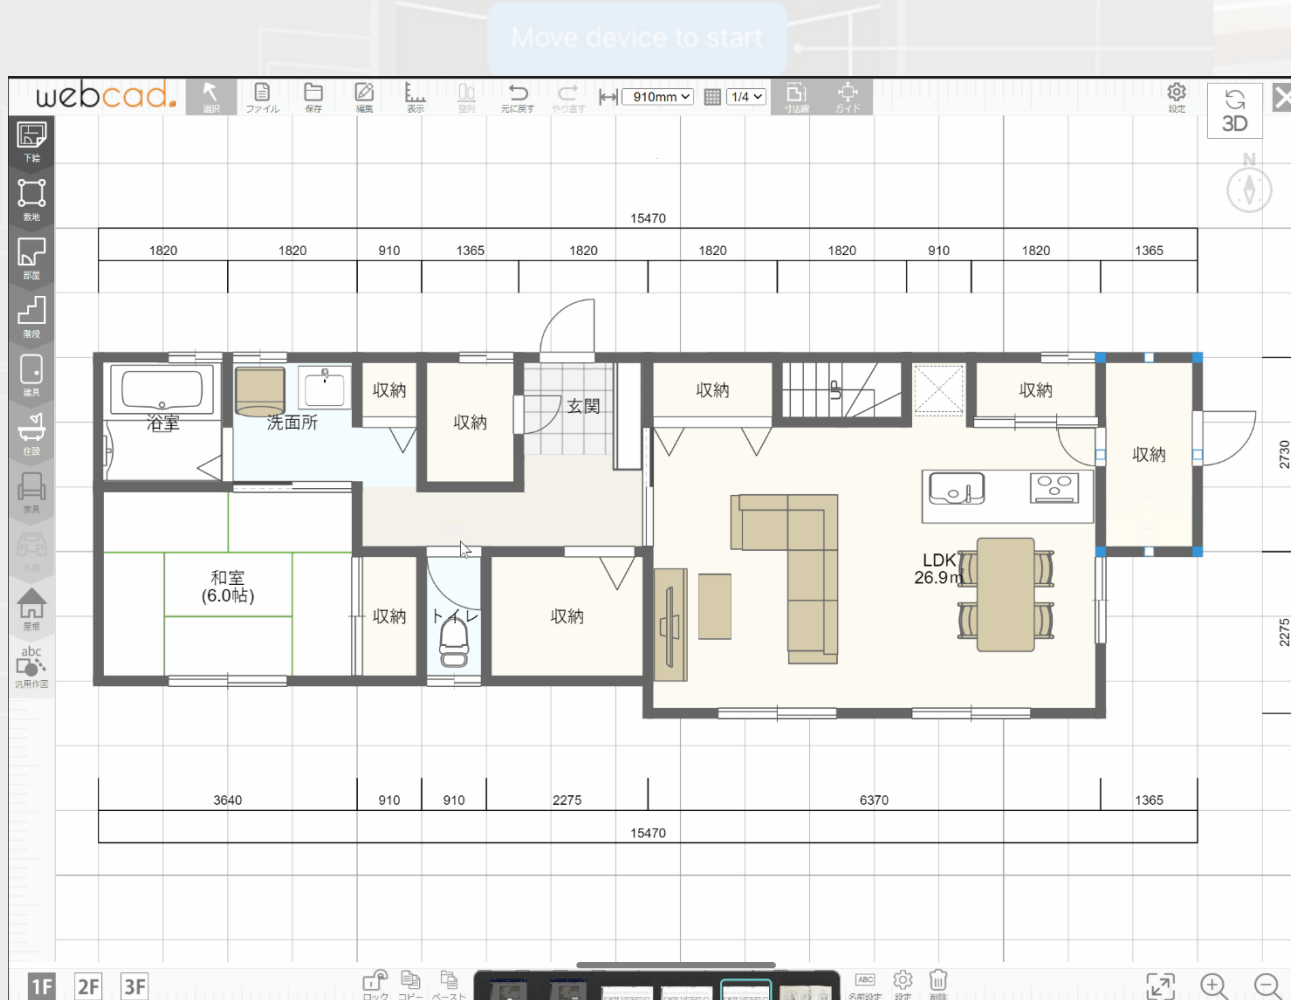 Move device to start
webcad.
選択
ファイル
保存
編集
表示
整列
元に戻す
やり直す
910mm
1/4
寸法線
ガイド
設定
3D
N
下絵
敷地
部屋
階段
建具
住設
家具
外構
屋根
abc
汎用作図
15470
1820 1820 910 1365 1820 1820 1820 910 1820 1365
浴室
洗面所
収納
収納
玄関
収納
UP
収納
収納
2730
和室
(6.0帖)
収納
トイレ
収納
LDK
26.9㎡
2275
3640 910 910 2275 6370 1365
15470
1F 2F 3F
ロック
コピー
ペースト
ABC
名前設定
設定
削除